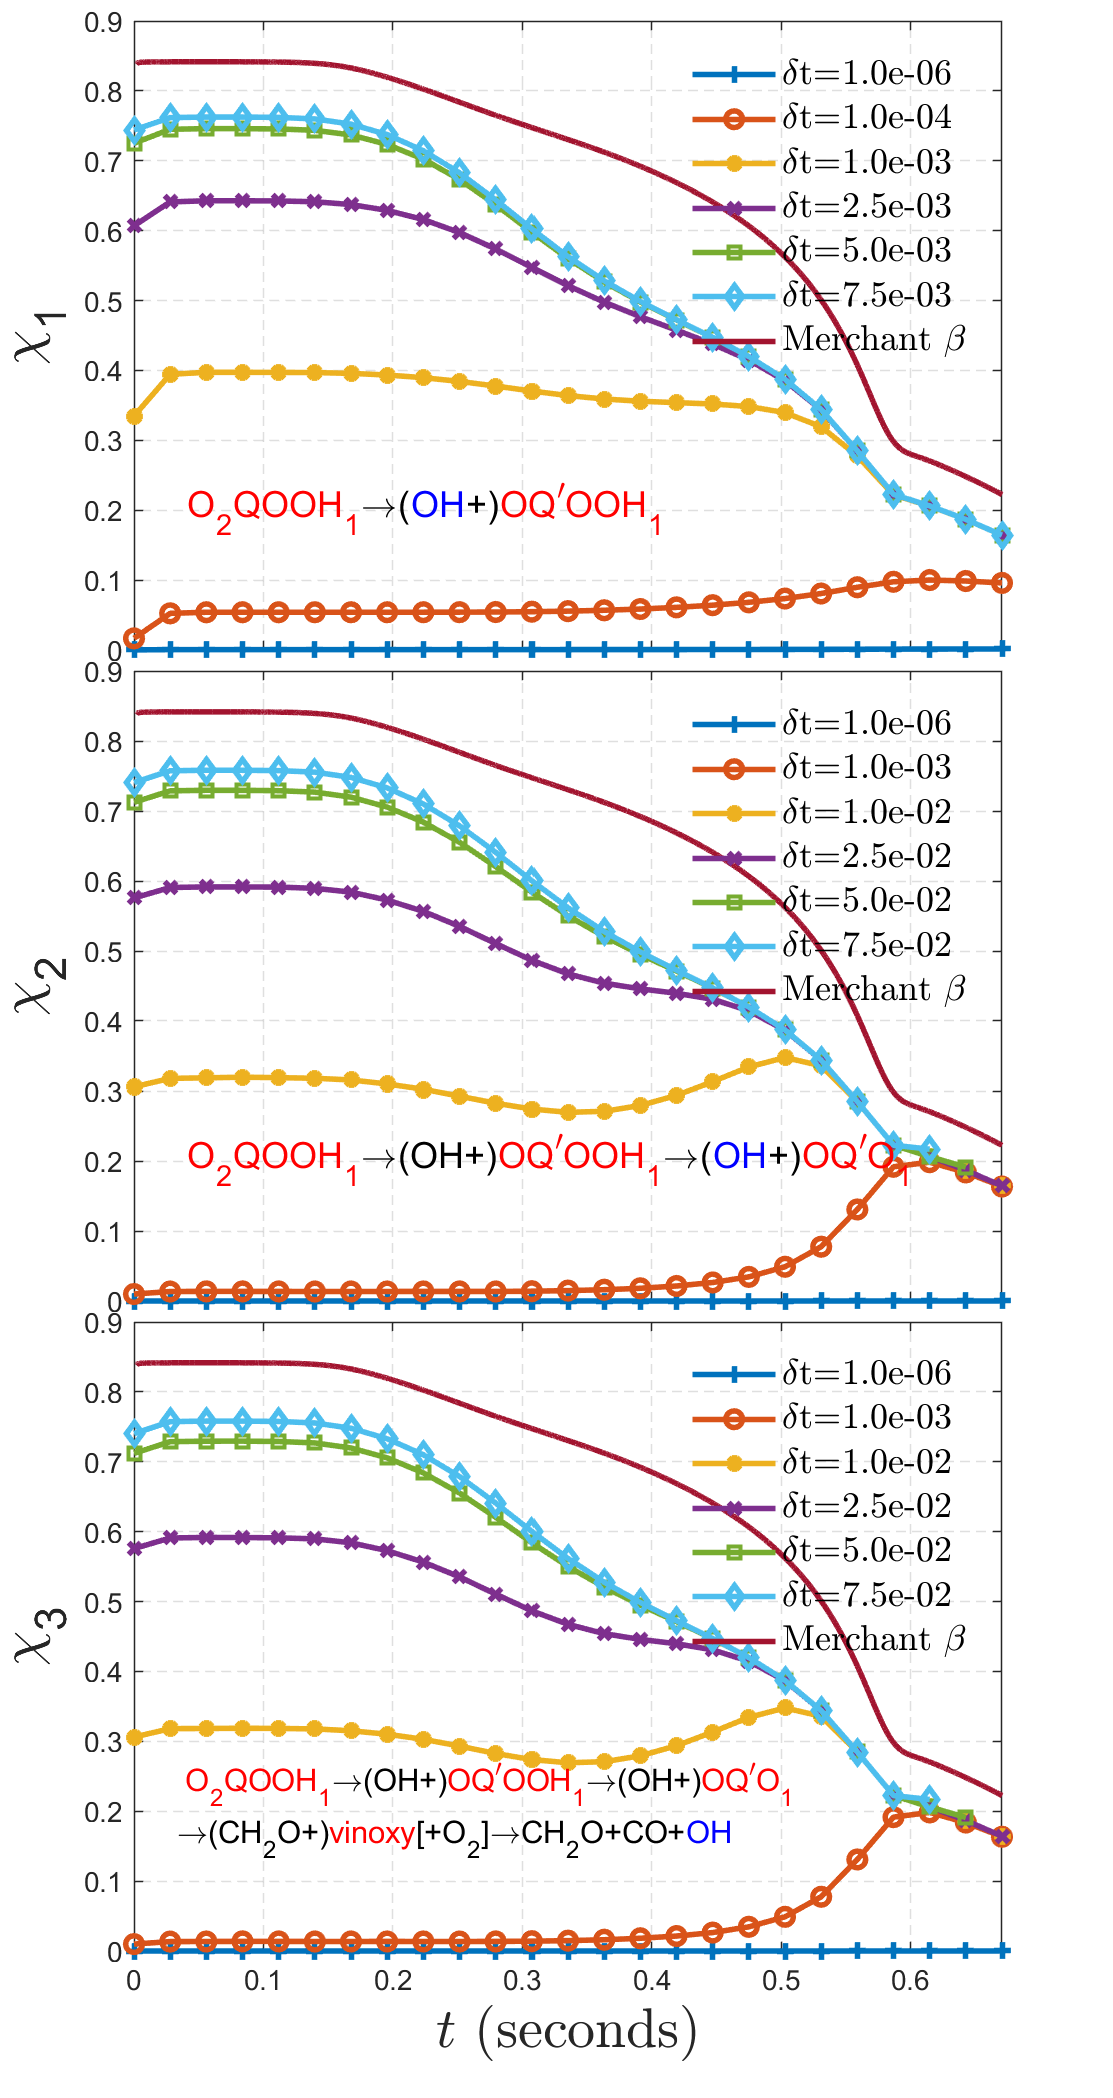 0.9
0.8
0.7
0.6
0.5
0.4
0.3
0.2
0.1
0
χ1
δt=1.0e-06
δt=1.0e-04
δt=1.0e-03
δt=2.5e-03
δt=5.0e-03
δt=7.5e-03
Merchant β
O2QOOH1→(OH+)OQ′OOH1
0.9
0.8
0.7
0.6
0.5
0.4
0.3
0.2
0.1
0
χ2
δt=1.0e-06
δt=1.0e-03
δt=1.0e-02
δt=2.5e-02
δt=5.0e-02
δt=7.5e-02
Merchant β
O2QOOH1→(OH+)OQ′OOH1→(OH+)OQ′O1
0.9
0.8
0.7
0.6
0.5
0.4
0.3
0.2
0.1
0
χ3
δt=1.0e-06
δt=1.0e-03
δt=1.0e-02
δt=2.5e-02
δt=5.0e-02
δt=7.5e-02
Merchant β
O2QOOH1→(OH+)OQ′OOH1→(OH+)OQ′O1
→(CH2O+)vinoxy[+O2]→CH2O+CO+OH
0 0.1 0.2 0.3 0.4 0.5 0.6
t (seconds)